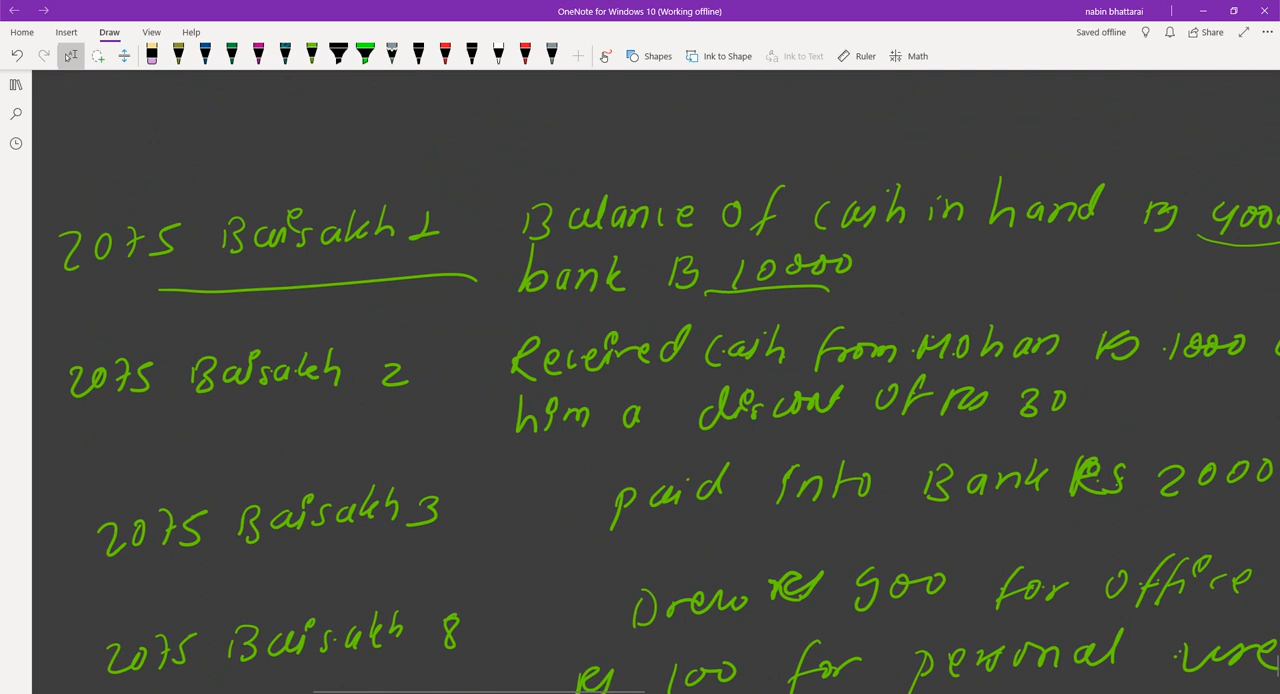 OneNote for Windows 10 (Working offline)
nabin bhattarai
Home Insert Draw View Help
Saved offline Share
Shapes Ink to Shape Ink to Text Ruler Math
2075 Baisakh 1 Balance of cash in hand Rs
bank Rs 10000
2075 Baisakh 2 Received cash from Mohan Rs 1000
him a discout of Rs 30
2075 Baisakh 3 paid into Bank Rs 2000
Drew Rs 900 for office
2075 Baisakh 8
Rs 100 for personal use